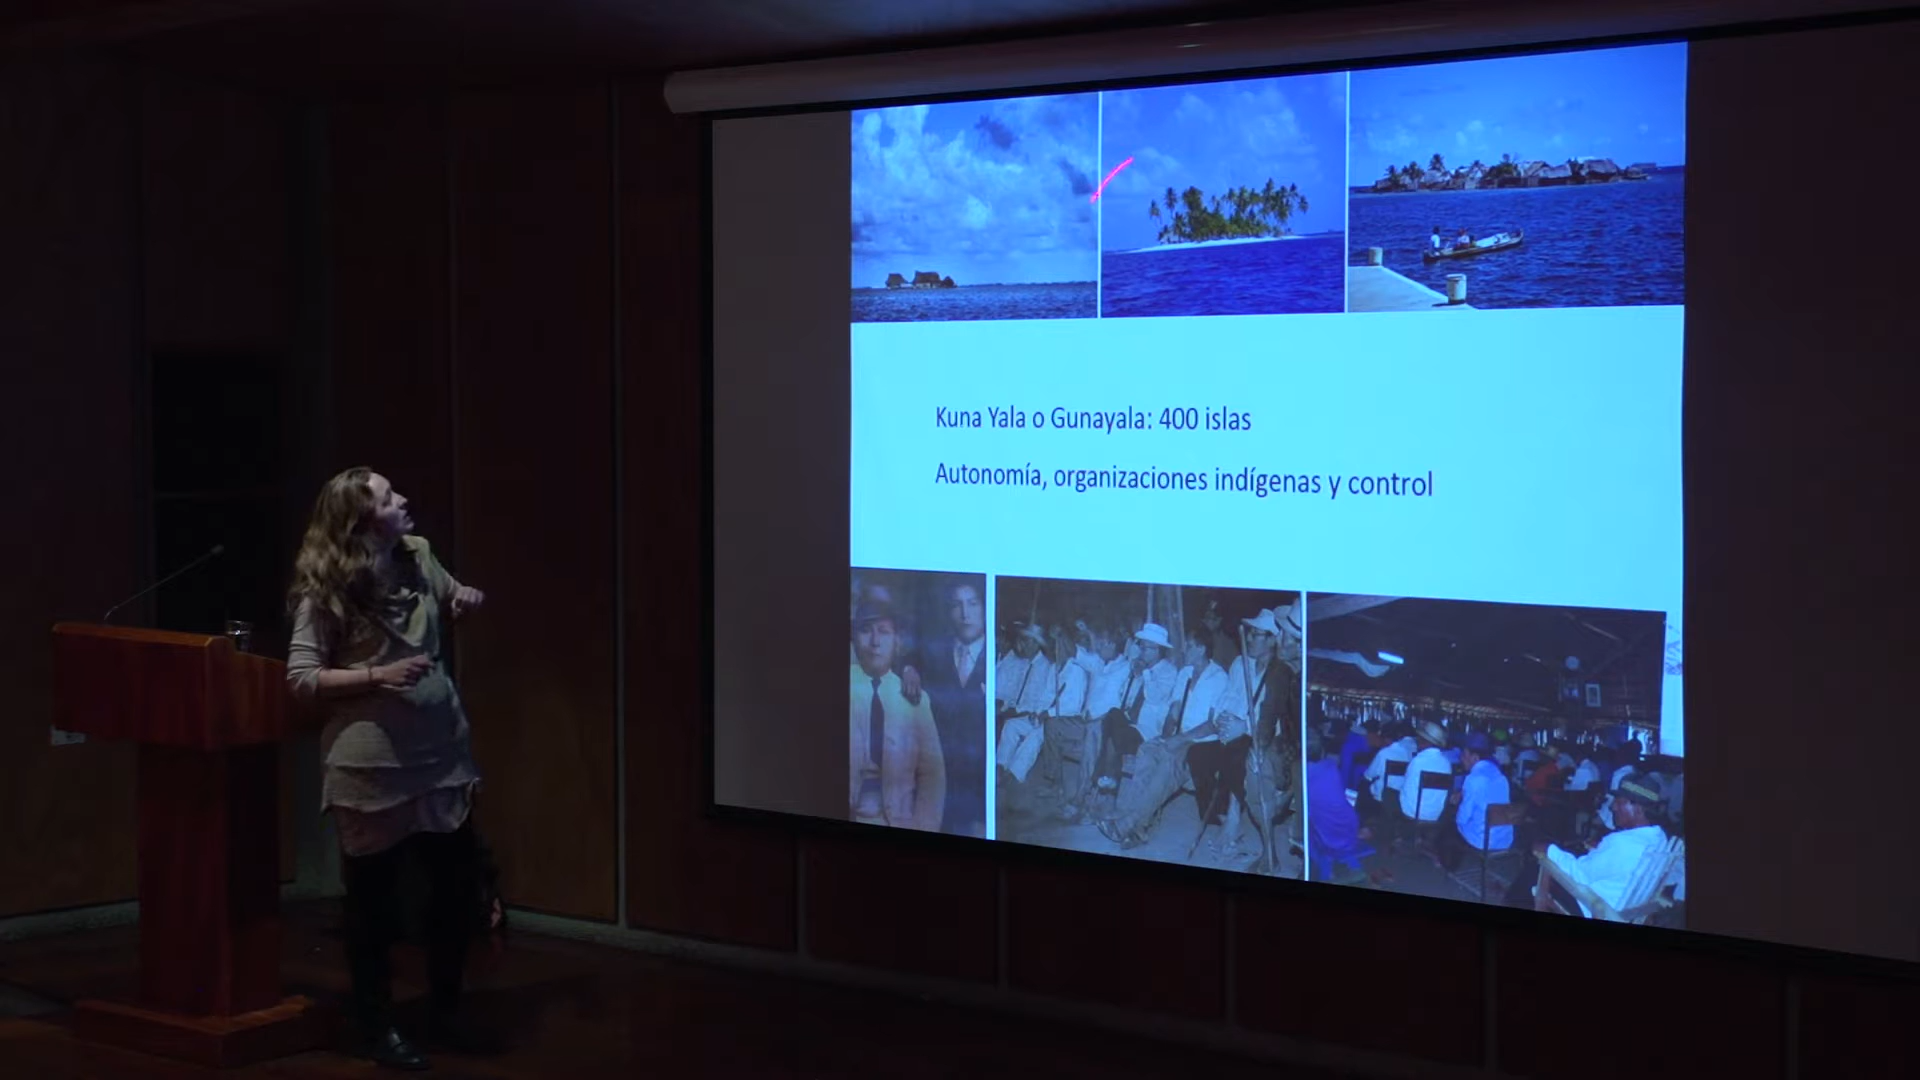 Kuna Yala o Gunayala: 400 islas
Autonomía, organizaciones indígenas y control